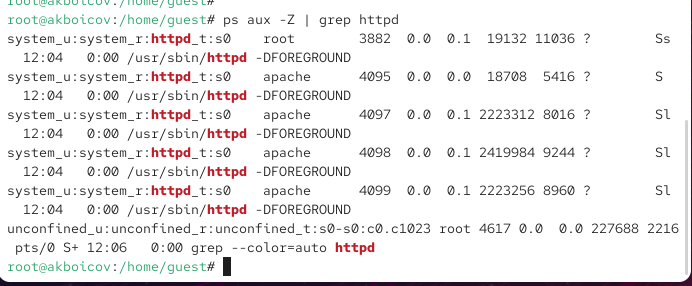 root@akboicov:/home/guest#
root@akboicov:/home/guest# ps aux -Z | grep httpd
system_u:system_r:httpd_t:s0    root        3882  0.0  0.1  19132 11036 ?        Ss
  12:04   0:00 /usr/sbin/httpd -DFOREGROUND
system_u:system_r:httpd_t:s0    apache      4095  0.0  0.0  18708  5416 ?        S
  12:04   0:00 /usr/sbin/httpd -DFOREGROUND
system_u:system_r:httpd_t:s0    apache      4097  0.0  0.1 2223312 8016 ?        Sl
  12:04   0:00 /usr/sbin/httpd -DFOREGROUND
system_u:system_r:httpd_t:s0    apache      4098  0.0  0.1 2419984 9244 ?        Sl
  12:04   0:00 /usr/sbin/httpd -DFOREGROUND
system_u:system_r:httpd_t:s0    apache      4099  0.0  0.1 2223256 8960 ?        Sl
  12:04   0:00 /usr/sbin/httpd -DFOREGROUND
unconfined_u:unconfined_r:unconfined_t:s0-s0:c0.c1023 root 4617 0.0  0.0 227688 2216
 pts/0 S+ 12:06   0:00 grep --color=auto httpd
root@akboicov:/home/guest#